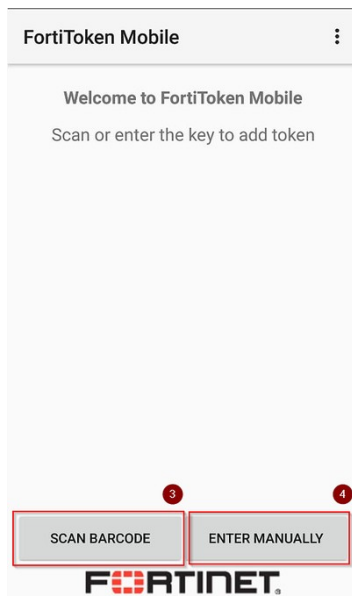 FortiToken Mobile
Welcome to FortiToken Mobile
Scan or enter the key to add token
3
4
SCAN BARCODE
ENTER MANUALLY
FORTINET